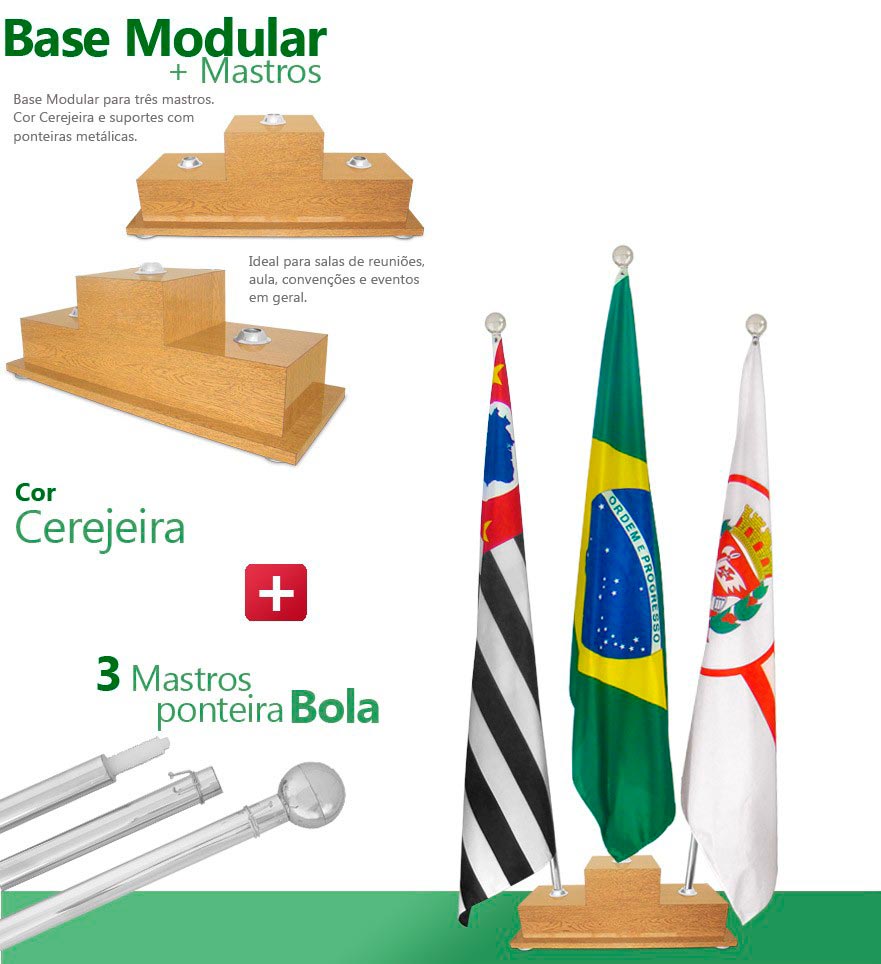 Base Modular
+ Mastros
Base Modular para três mastros.
Cor Cerejeira e suportes com
ponteiras metálicas.
Ideal para salas de reuniões,
aula, convenções e eventos
em geral.
Cor
Cerejeira
+
3 Mastros
ponteira Bola
ORDEM E PROGRESSO